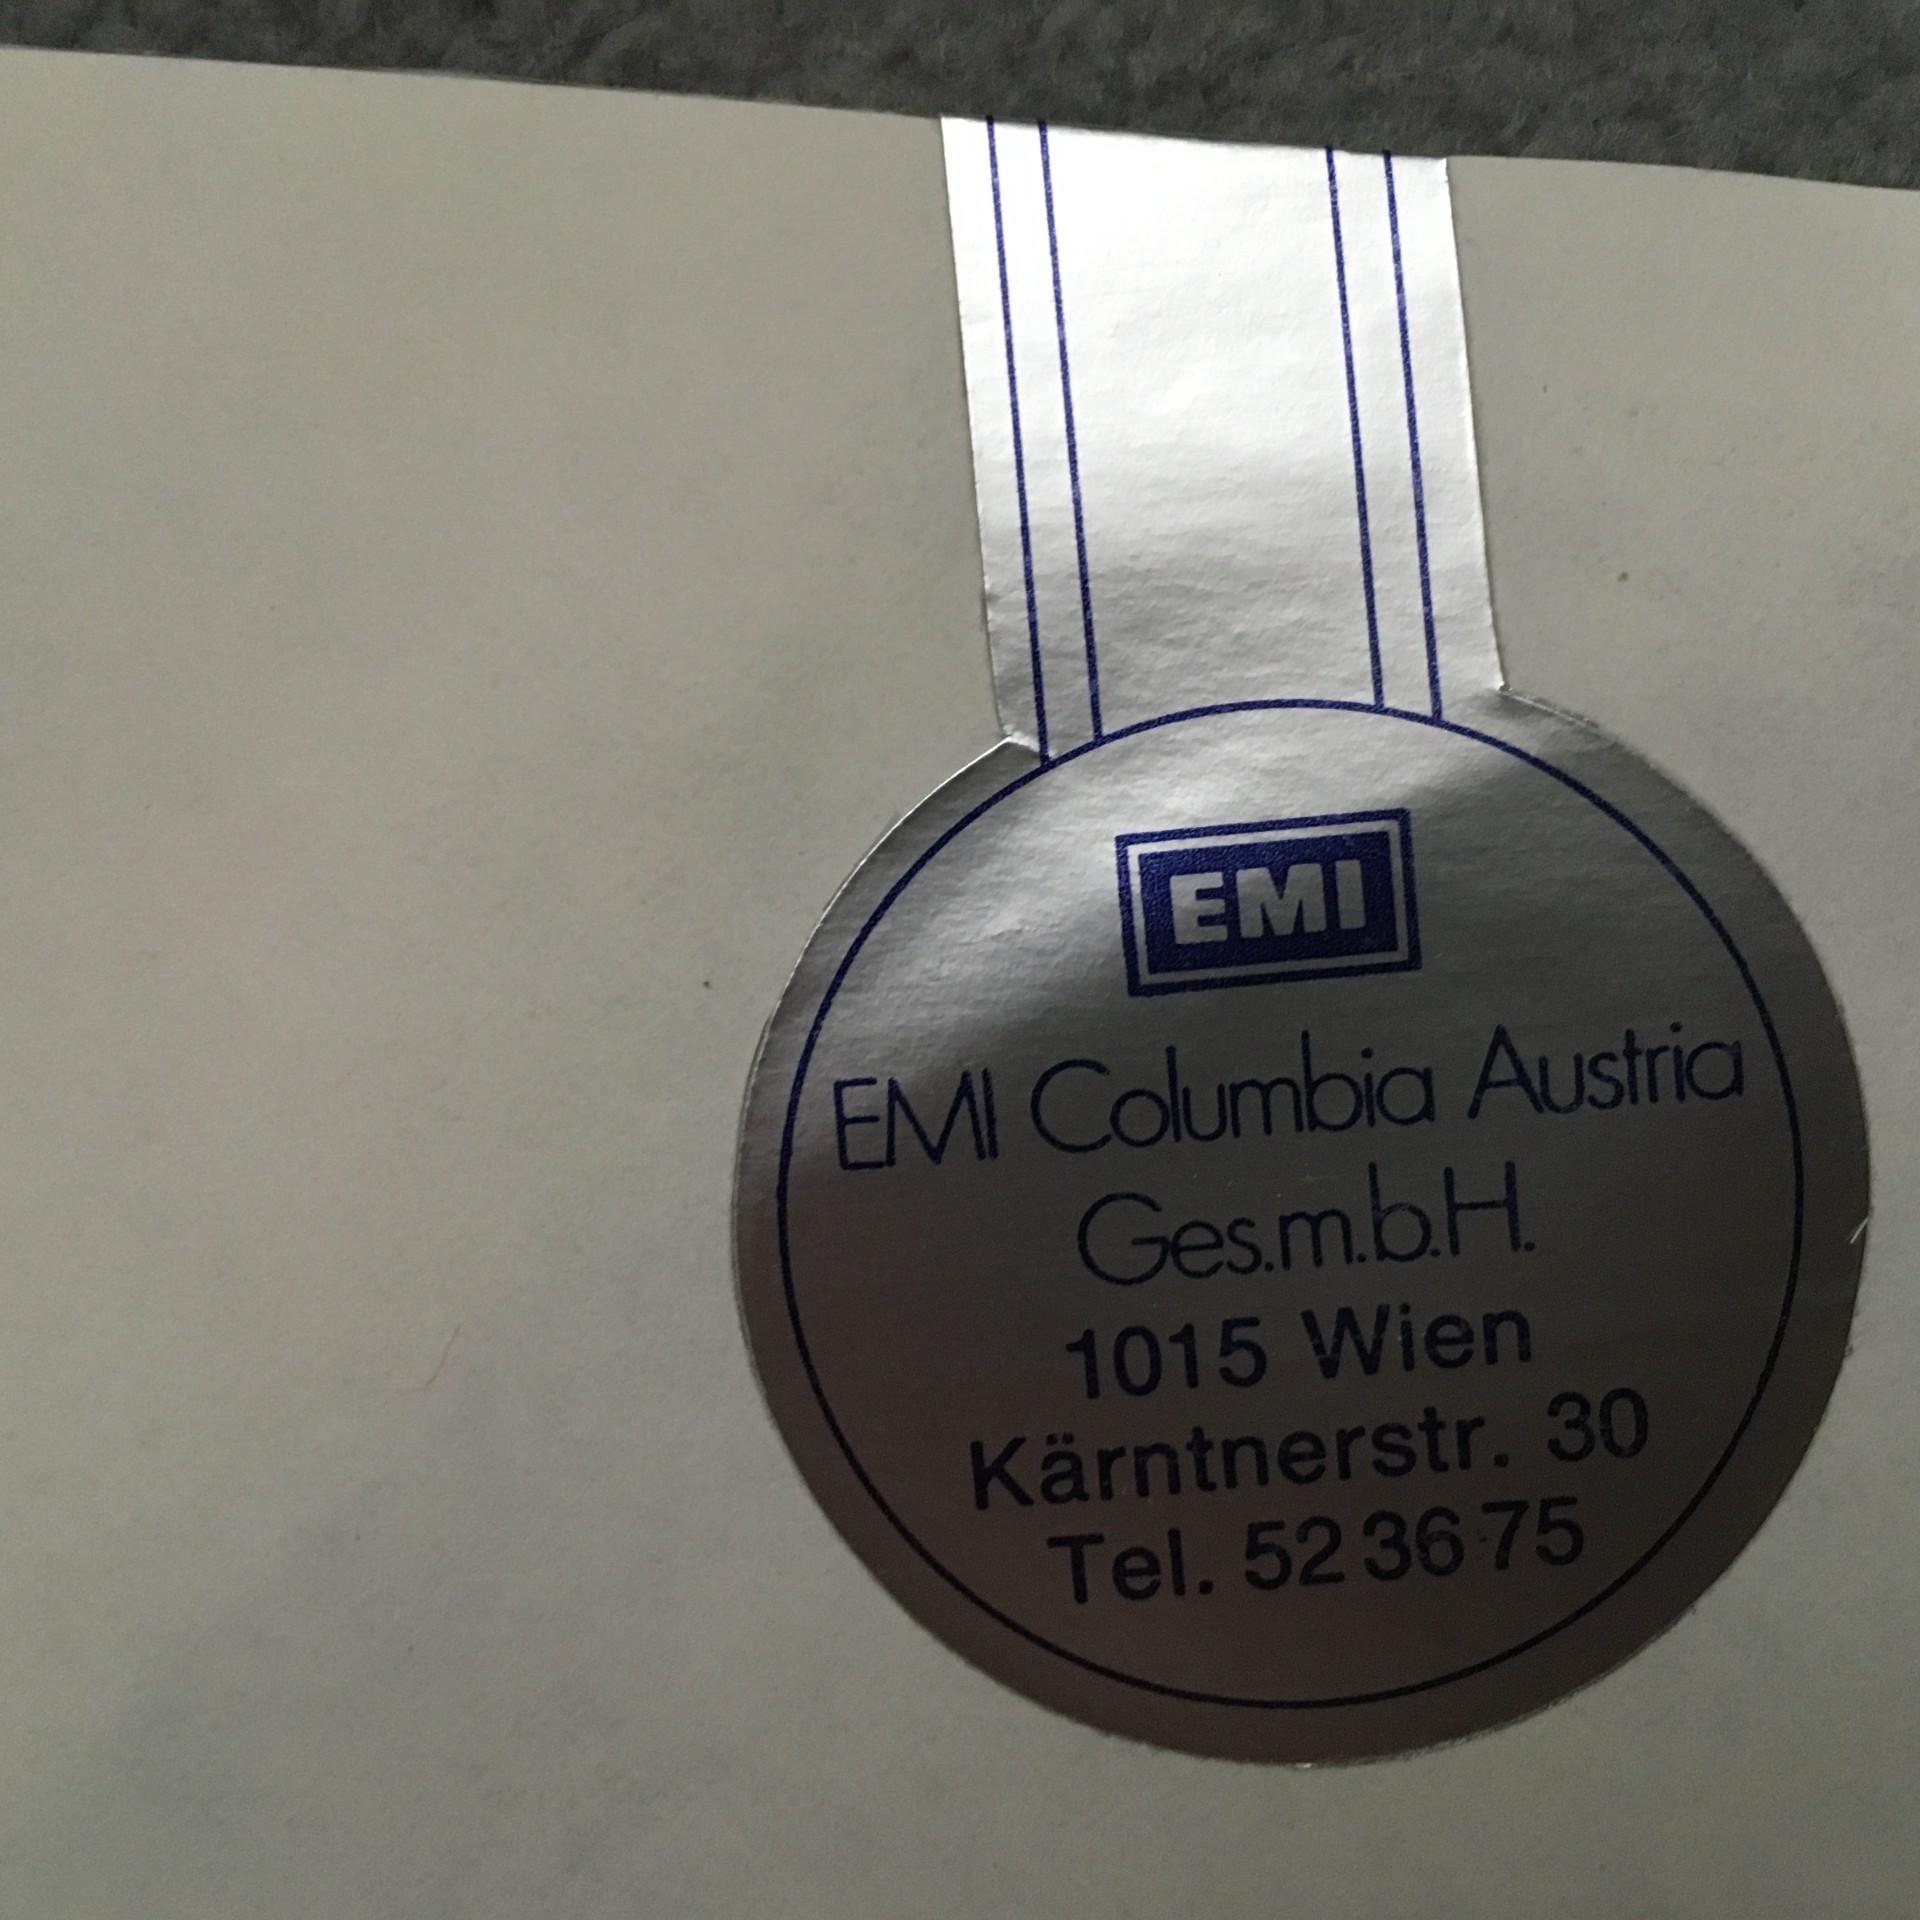 EMI
EMI Columbia Austria
Ges.m.b.H.
1015 Wien
Kärntnerstr. 30
Tel. 52 36 75